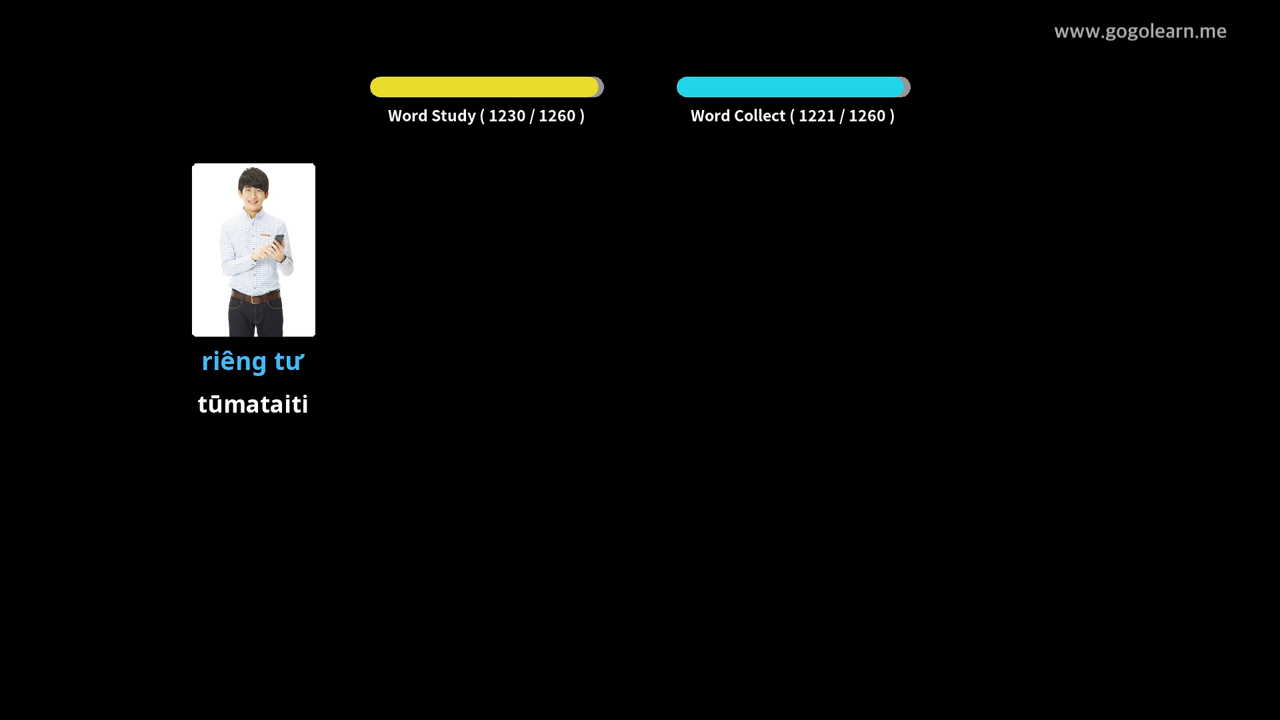 www.gogolearn.me
Word Study ( 1230 / 1260 )
Word Collect ( 1221 / 1260 )
riêng tư
tūmataiti